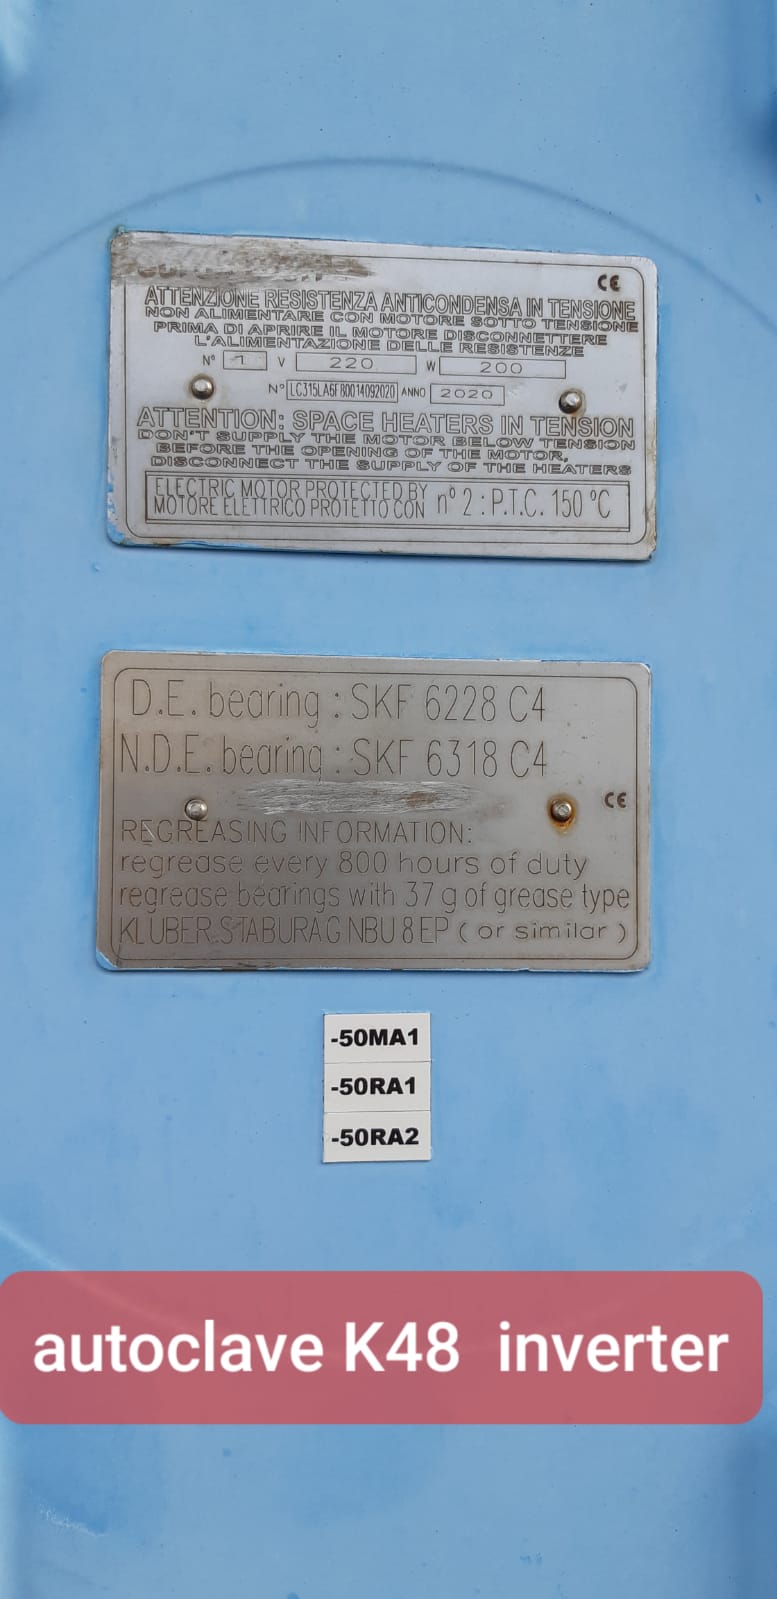 CE
ATTENZIONE RESISTENZA ANTICONDENSA IN TENSIONE
NON ALIMENTARE CON MOTORE SOTTO TENSIONE
PRIMA DI APRIRE IL MOTORE DISCONNETTERE
L'ALIMENTAZIONE DELLE RESISTENZE
N° 1 V 220 W 200
N° LC315LA6F80014092020 ANNO 2020
ATTENTION: SPACE HEATERS IN TENSION
DON'T SUPPLY THE MOTOR BELOW TENSION
BEFORE THE OPENING OF THE MOTOR,
DISCONNECT THE SUPPLY OF THE HEATERS
ELECTRIC MOTOR PROTECTED BY
MOTORE ELETTRICO PROTETTO CON n° 2 : P.T.C. 150 °C
D.E. bearing : SKF 6228 C4
N.D.E. bearing : SKF 6318 C4
CE
REGREASING INFORMATION:
regrease every 800 hours of duty
regrease bearings with 37 g of grease type
KLUBER STABURAG NBU 8 EP ( or similar )
-50MA1
-50RA1
-50RA2
autoclave K48 inverter